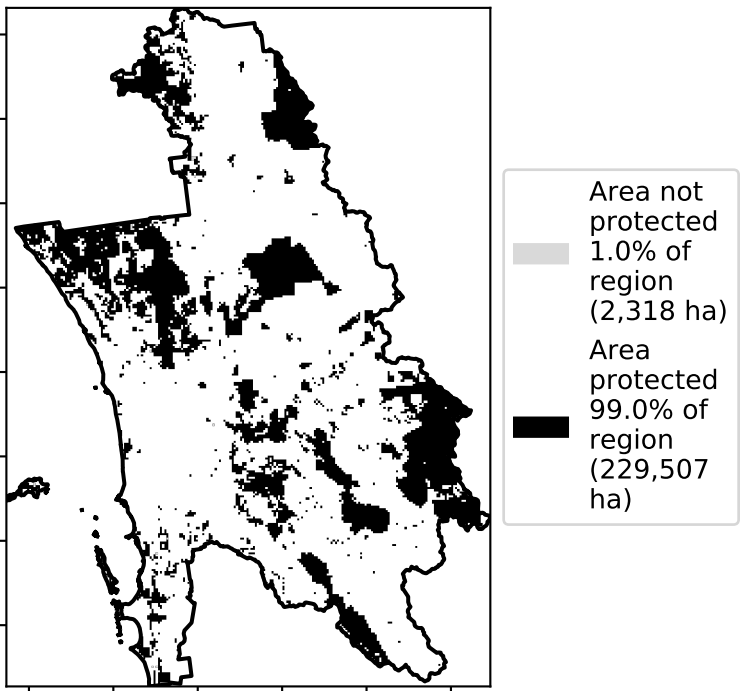 Area not
protected
1.0% of
region
(2,318 ha)
Area
protected
99.0% of
region
(229,507
ha)